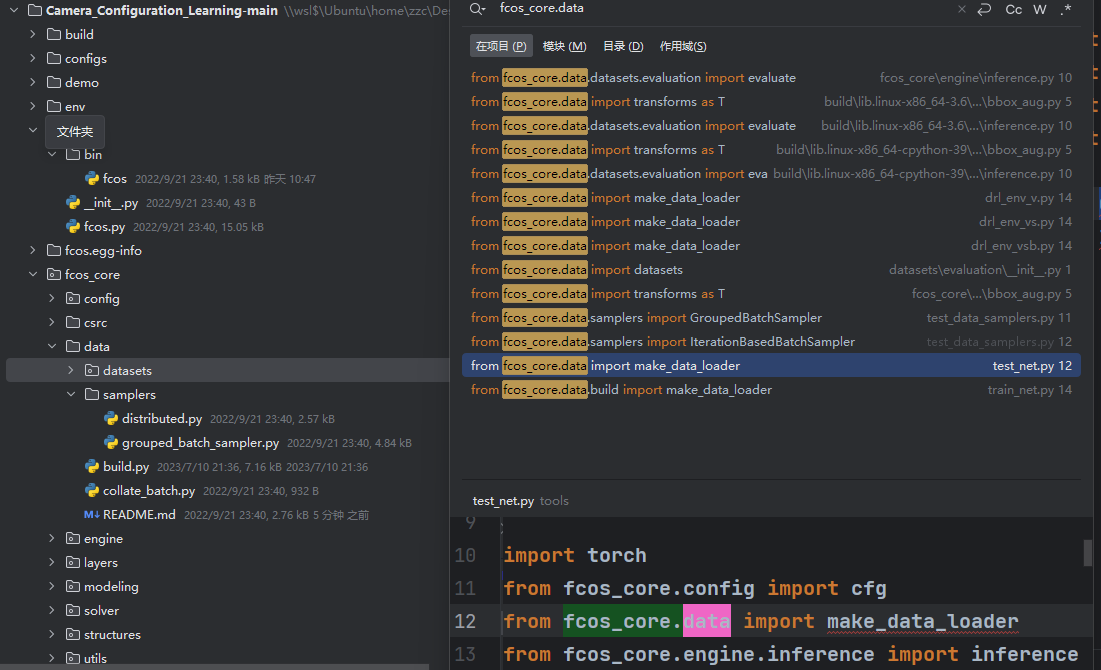 Camera_Configuration_Learning-main \\wsl$\Ubuntu\home\zzc\De
build
configs
demo
env
文件夹
bin
fcos 2022/9/21 23:40, 1.58 kB 昨天 10:47
__init__.py 2022/9/21 23:40, 43 B
fcos.py 2022/9/21 23:40, 15.05 kB
fcos.egg-info
fcos_core
config
csrc
data
datasets
samplers
distributed.py 2022/9/21 23:40, 2.57 kB
grouped_batch_sampler.py 2022/9/21 23:40, 4.84 kB
build.py 2023/7/10 21:36, 7.16 kB 2023/7/10 21:36
collate_batch.py 2022/9/21 23:40, 932 B
M↓ README.md 2022/9/21 23:40, 2.76 kB 5 分钟 之前
engine
layers
modeling
solver
structures
utils
fcos_core.data × Cc W .*
在项目 (P) 模块 (M) 目录 (D) 作用域(S)
from fcos_core.data.datasets.evaluation import evaluate fcos_core\engine\inference.py 10
from fcos_core.data import transforms as T build\lib.linux-x86_64-3.6\...\bbox_aug.py 5
from fcos_core.data.datasets.evaluation import evaluate build\lib.linux-x86_64-3.6\...\inference.py 10
from fcos_core.data import transforms as T build\lib.linux-x86_64-cpython-39\...\bbox_aug.py 5
from fcos_core.data.datasets.evaluation import eva build\lib.linux-x86_64-cpython-39\...\inference.py 10
from fcos_core.data import make_data_loader drl_env_v.py 14
from fcos_core.data import make_data_loader drl_env_vs.py 14
from fcos_core.data import make_data_loader drl_env_vsb.py 14
from fcos_core.data import datasets datasets\evaluation\__init__.py 1
from fcos_core.data import transforms as T fcos_core\...\bbox_aug.py 5
from fcos_core.data.samplers import GroupedBatchSampler test_data_samplers.py 11
from fcos_core.data.samplers import IterationBasedBatchSampler test_data_samplers.py 12
from fcos_core.data import make_data_loader test_net.py 12
from fcos_core.data.build import make_data_loader train_net.py 14
test_net.py tools
9
10 import torch
11 from fcos_core.config import cfg
12 from fcos_core.data import make_data_loader
13 from fcos_core.engine.inference import inference